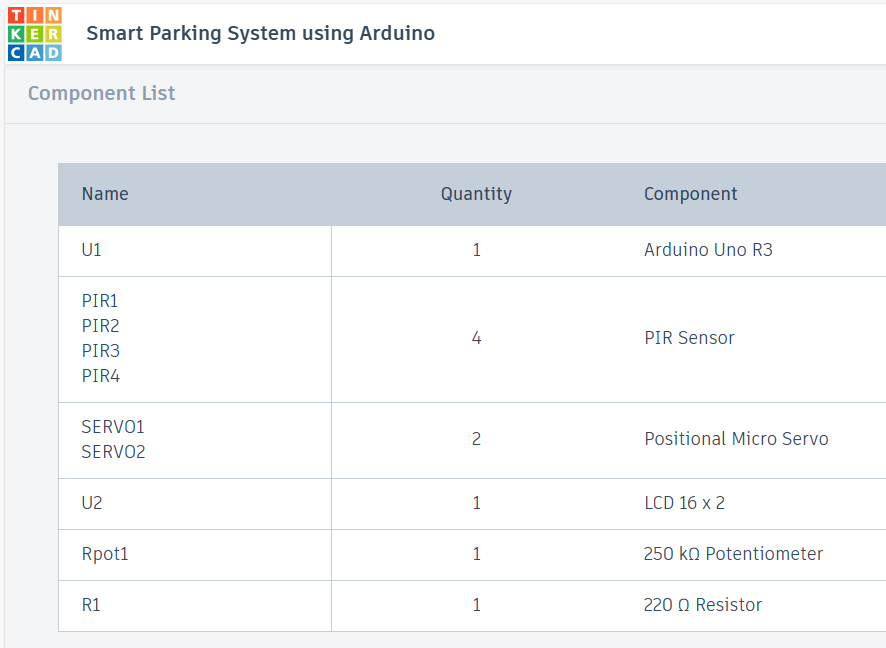 TIN
KER
CAD
Smart Parking System using Arduino
Component List
Name Quantity Component
U1 1 Arduino Uno R3
PIR1
PIR2
PIR3
PIR4
4 PIR Sensor
SERVO1
SERVO2
2 Positional Micro Servo
U2 1 LCD 16 x 2
Rpot1 1 250 kΩ Potentiometer
R1 1 220 Ω Resistor